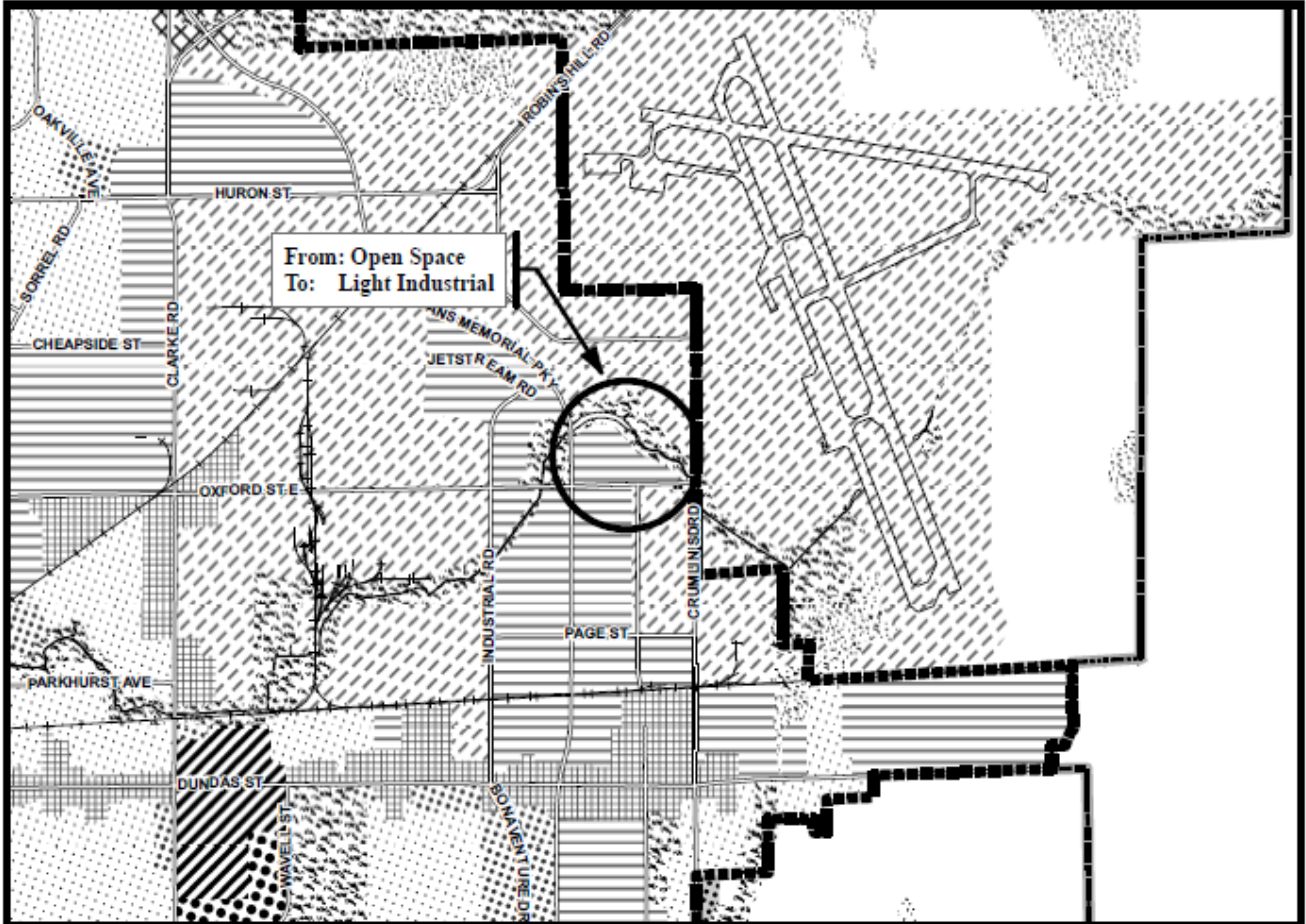 ROBIN'S HILL RD
OAKVILLE AVE
HURON ST
SORREL RD
From: Open Space
To: Light Industrial
CLARKE RD
CHEAPSIDE ST
ANS MEMORIAL PKY
JETSTREAM RD
OXFORD ST E
CRUMLIN SDRD
INDUSTRIAL RD
PAGE ST
PARKHURST AVE
DUNDAS ST
WAVELL ST
BONAVENTURE DR